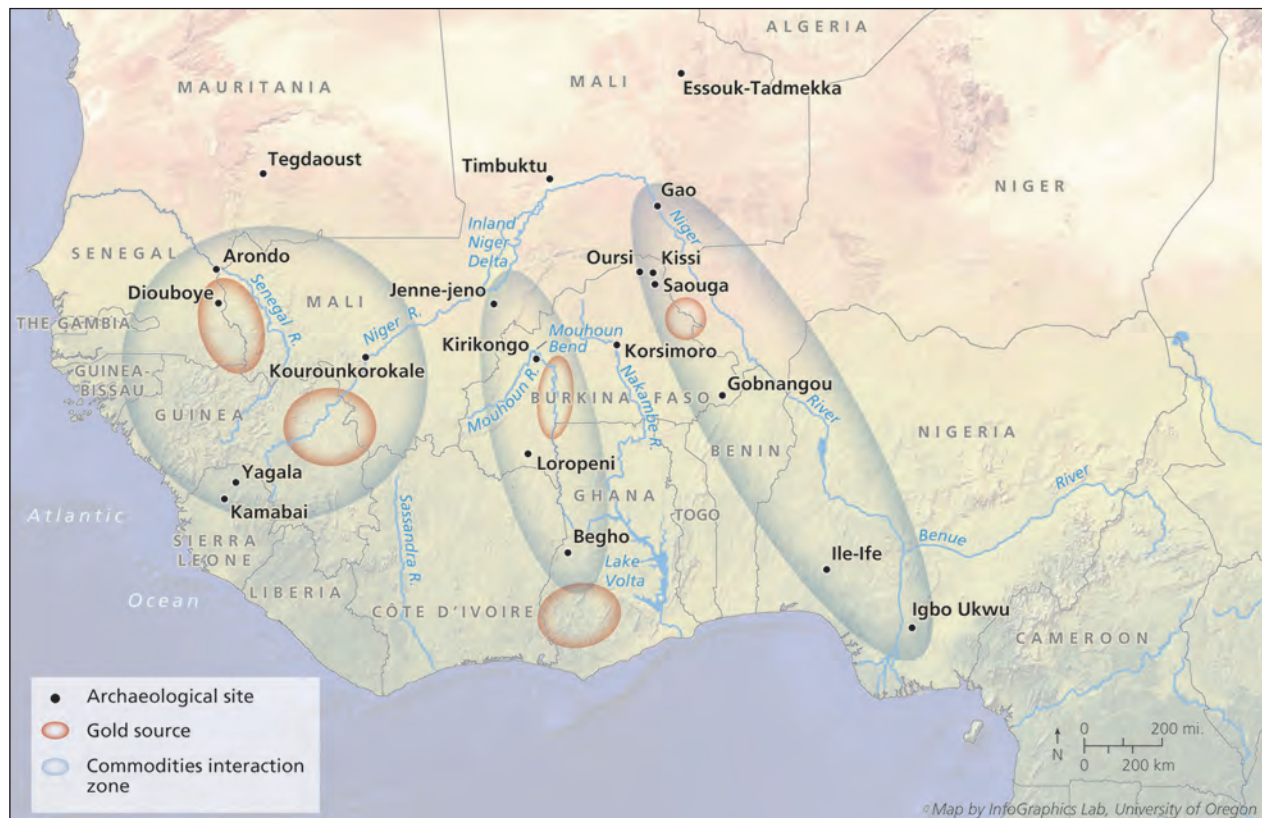 ALGERIA
MALI
MAURITANIA
Essouk-Tadmekka
Tegdaoust
Timbuktu
NIGER
Gao
Niger
Inland
Niger
Delta
SENEGAL
Arondo
Oursi
Kissi
Saouga
Diouboye
Senegal R.
MALI
Jenne-jeno
THE GAMBIA
Niger R.
Mouhoun
Bend
Kirikongo
Korsimoro
GUINEA-
BISSAU
Kourounkorokale
Mouhoun R.
BURKINA FASO
Nakambe R.
Gobnangou
River
GUINEA
NIGERIA
BENIN
Loropeni
Yagala
Kamabai
GHANA
TOGO
River
Atlantic
Sassandra R.
SIERRA
LEONE
Begho
Benue
Lake
Volta
Ile-Ife
LIBERIA
Ocean
CÔTE D'IVOIRE
Igbo Ukwu
CAMEROON
Archaeological site
Gold source
Commodities interaction
zone
N
0 200 mi.
0 200 km
©Map by InfoGraphics Lab, University of Oregon